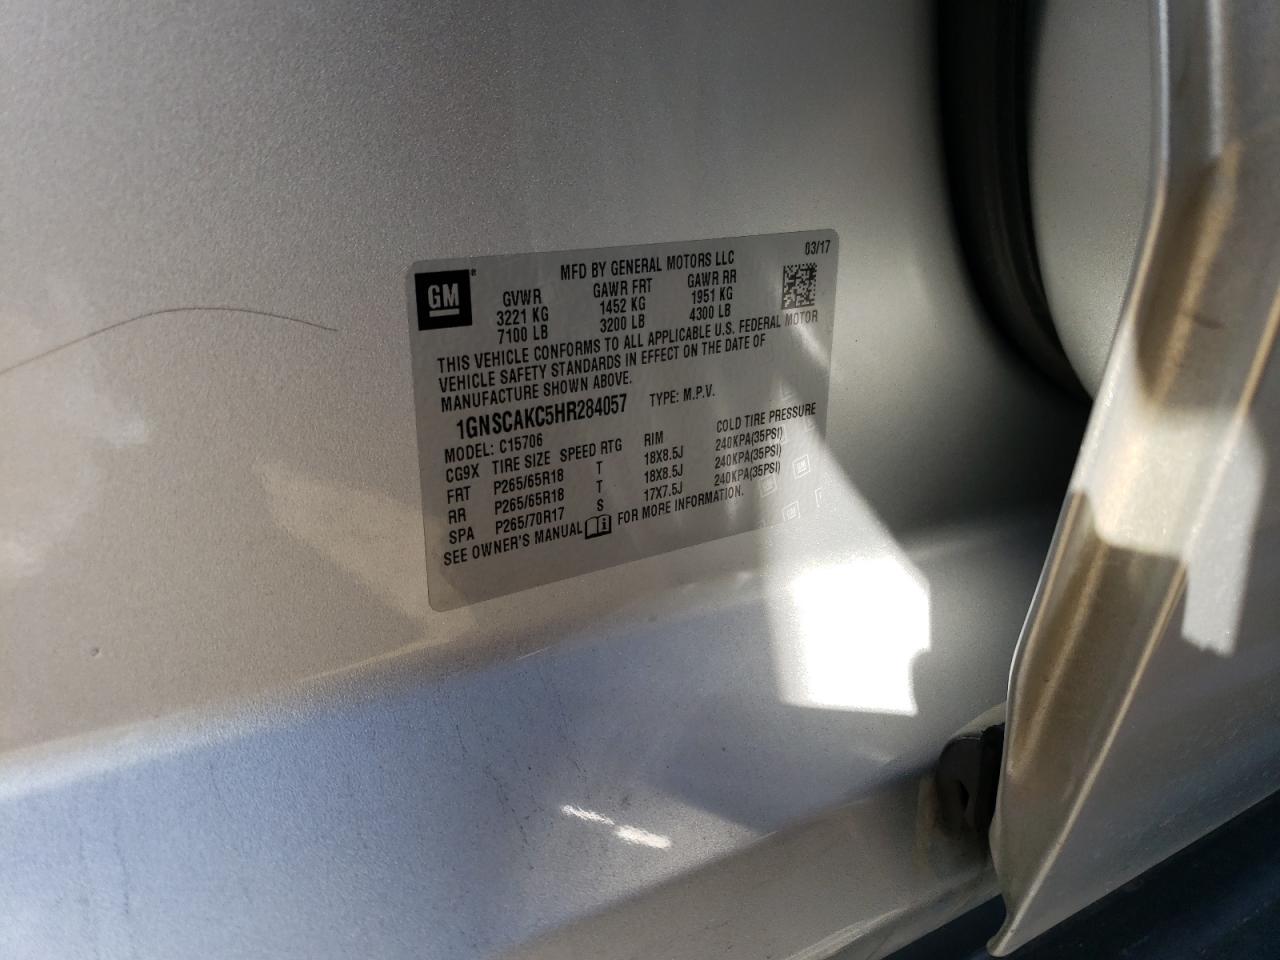 03/17
GM®
MFD BY GENERAL MOTORS LLC
GVWR GAWR FRT GAWR RR
3221 KG 1452 KG 1951 KG
7100 LB 3200 LB 4300 LB
THIS VEHICLE CONFORMS TO ALL APPLICABLE U.S. FEDERAL MOTOR
VEHICLE SAFETY STANDARDS IN EFFECT ON THE DATE OF
MANUFACTURE SHOWN ABOVE.
1GNSCAKC5HR284057 TYPE: M.P.V.
MODEL: C15706
CG9X TIRE SIZE SPEED RTG RIM COLD TIRE PRESSURE
FRT P265/65R18 T 18X8.5J 240KPA(35PSI)
RR P265/65R18 T 18X8.5J 240KPA(35PSI)
SPA P265/70R17 S 17X7.5J 240KPA(35PSI)
SEE OWNER'S MANUAL i FOR MORE INFORMATION.
GM
GM